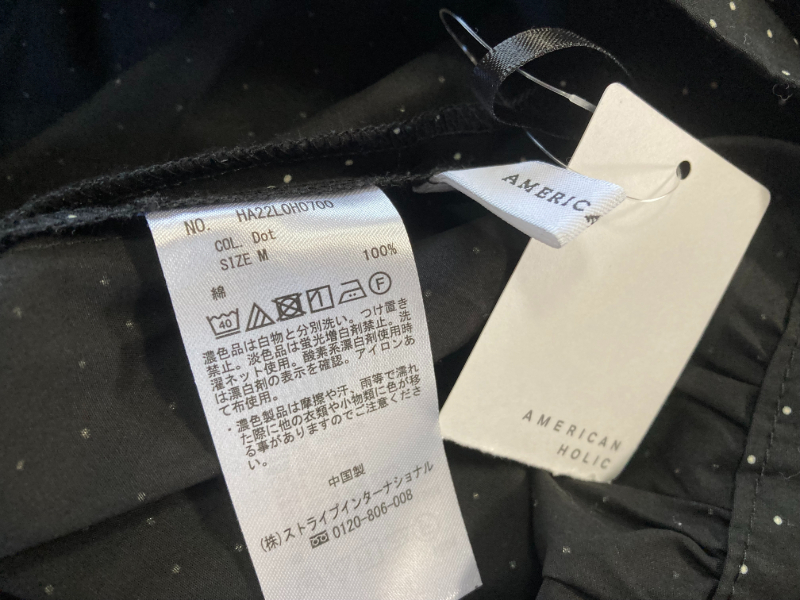 NO. HA22L0H0700
COL. Dot
SIZE M
綿 100%
40
F
濃色品は白物と分別洗い。つけ置き
禁止。淡色品は蛍光増白剤禁止。洗
濯ネット使用。酸素系漂白剤使用時
は漂白剤の表示を確認。アイロンあ
て布使用。
・濃色製品は摩擦や汗、雨等で濡れ
た際に他の衣類や小物類に色が移
る事がありますのでご注意くださ
い。
中国製
(株)ストライプインターナショナル
0120-806-008
AMERIC
AMERICAN
HOLIC